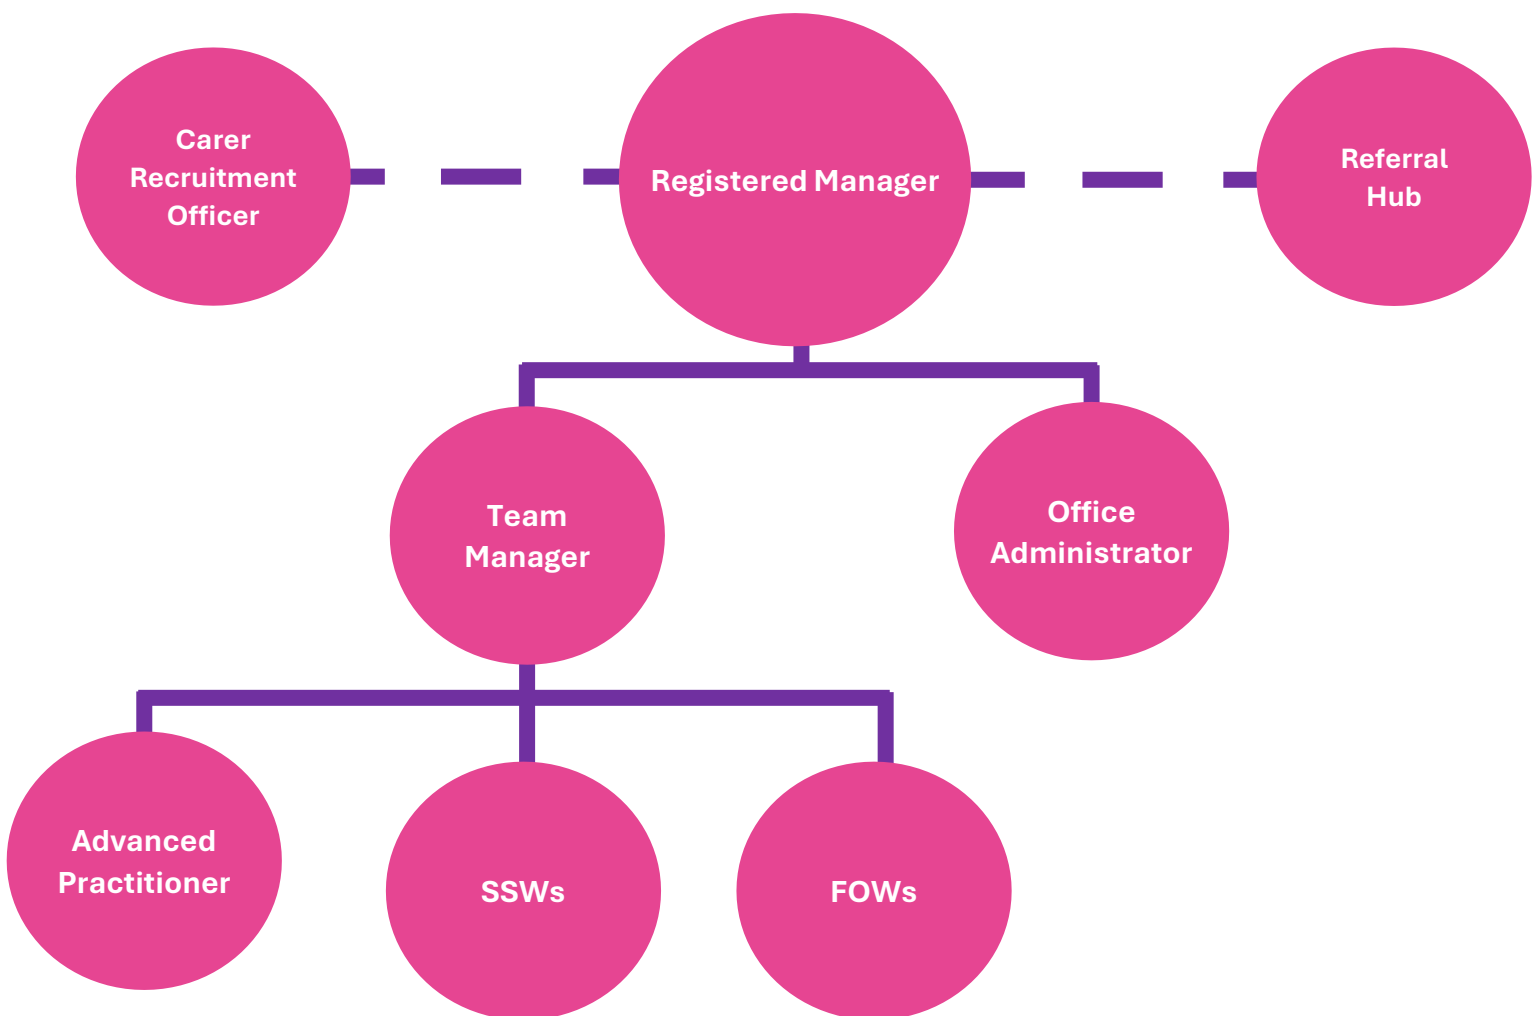 Carer
Recruitment
Officer
Registered Manager
Referral
Hub
Team
Manager
Office
Administrator
Advanced
Practitioner
SSWs
FOWs